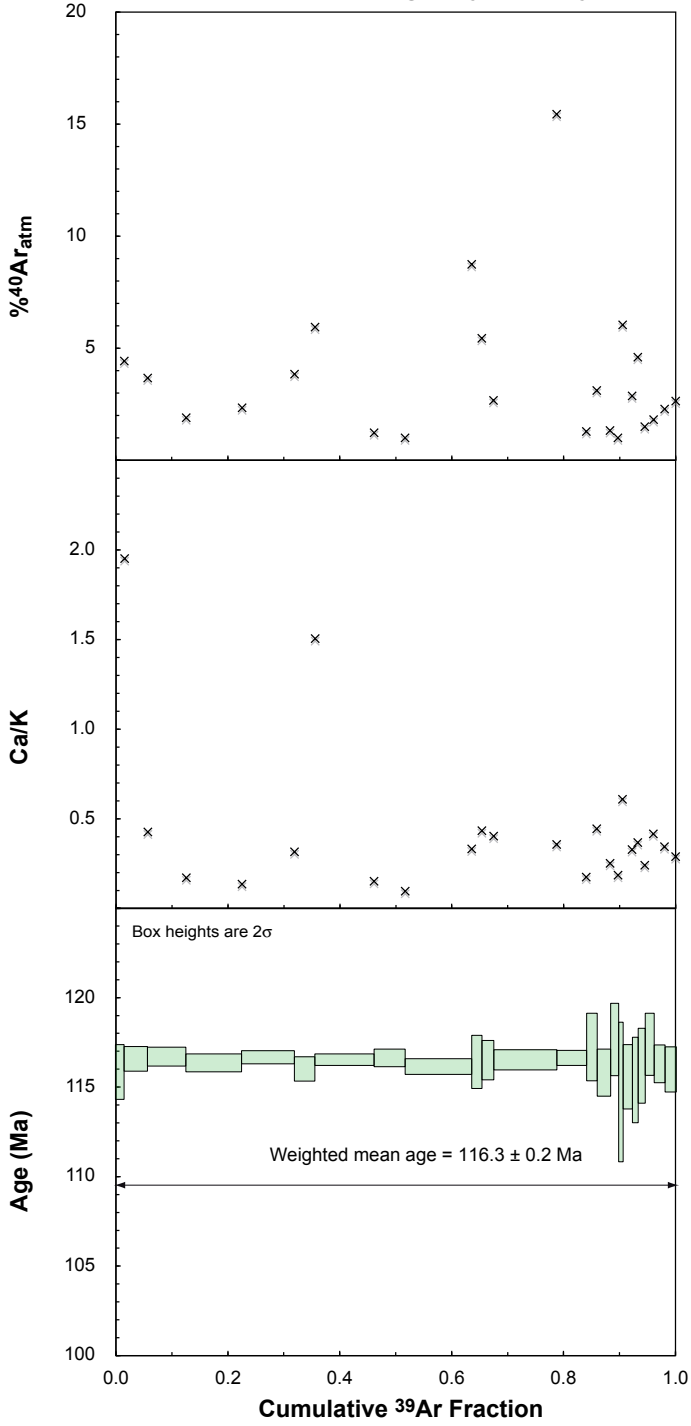 20
15
10
5
%⁴⁰Ar_atm
2.0
1.5
1.0
0.5
Ca/K
Box heights are 2σ
120
115
110
105
100
Age (Ma)
Weighted mean age = 116.3 ± 0.2 Ma
0.0 0.2 0.4 0.6 0.8 1.0
Cumulative ³⁹Ar Fraction